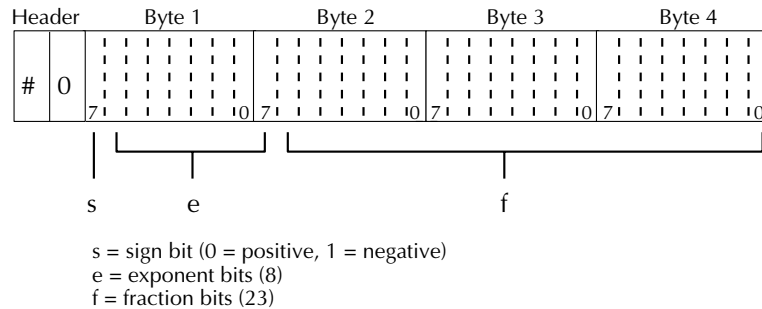 Header Byte 1 Byte 2 Byte 3 Byte 4
# 0
7 0 7 0 7 0 7 0
s e f
s = sign bit (0 = positive, 1 = negative)
e = exponent bits (8)
f = fraction bits (23)